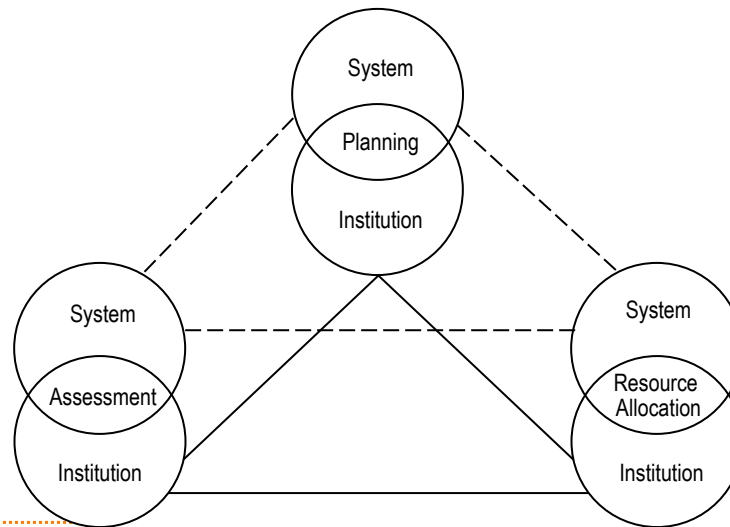 System
Planning
Institution
System
Assessment
Institution
System
Resource
Allocation
Institution